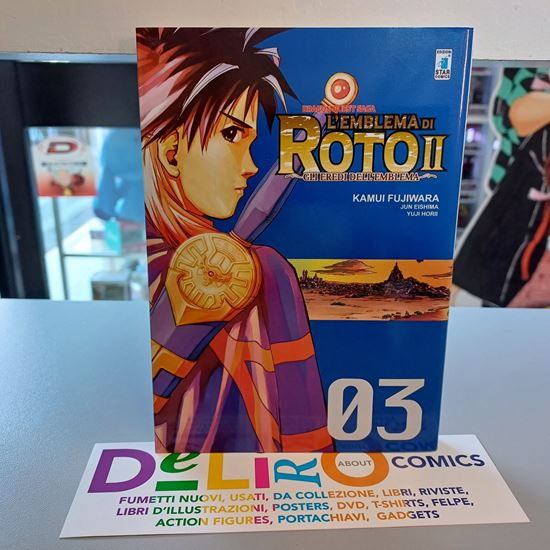 EDIZIONI
STAR
COMICS
DRAGON QUEST SAGA
L'EMBLEMA DI
ROTO II
GLI EREDI DELL'EMBLEMA
KAMUI FUJIWARA
JUN EISHIMA
YUJI HORII
03
DeLiRO ABOUT COMICS
FUMETTI NUOVI, USATI, DA COLLEZIONE, LIBRI, RIVISTE,
LIBRI D'ILLUSTRAZIONI, POSTERS, DVD, T-SHIRTS, FELPE,
ACTION FIGURES, PORTACHIAVI, GADGETS